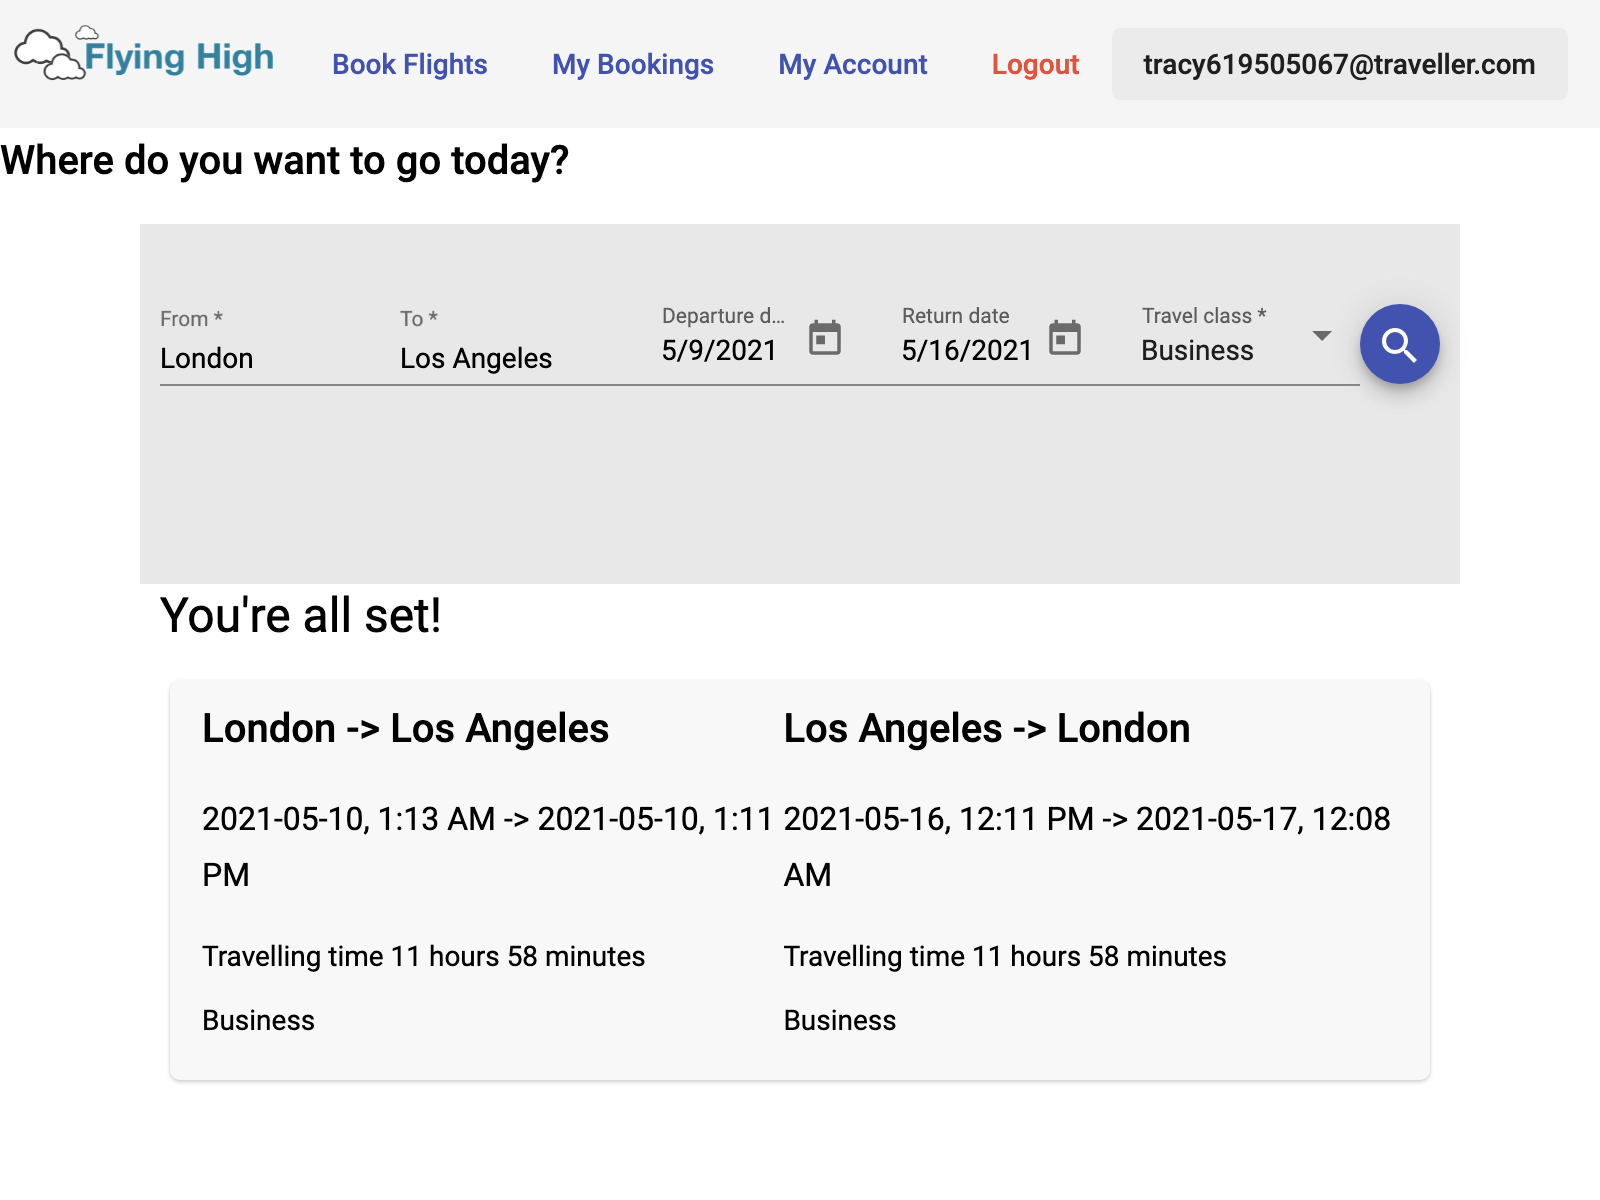 Flying High
Book Flights
My Bookings
My Account
Logout
tracy619505067@traveller.com
Where do you want to go today?
From *
London
To *
Los Angeles
Departure d...
5/9/2021
Return date
5/16/2021
Travel class *
Business
You're all set!
London -> Los Angeles
2021-05-10, 1:13 AM -> 2021-05-10, 1:11
PM
Travelling time 11 hours 58 minutes
Business
Los Angeles -> London
2021-05-16, 12:11 PM -> 2021-05-17, 12:08
AM
Travelling time 11 hours 58 minutes
Business